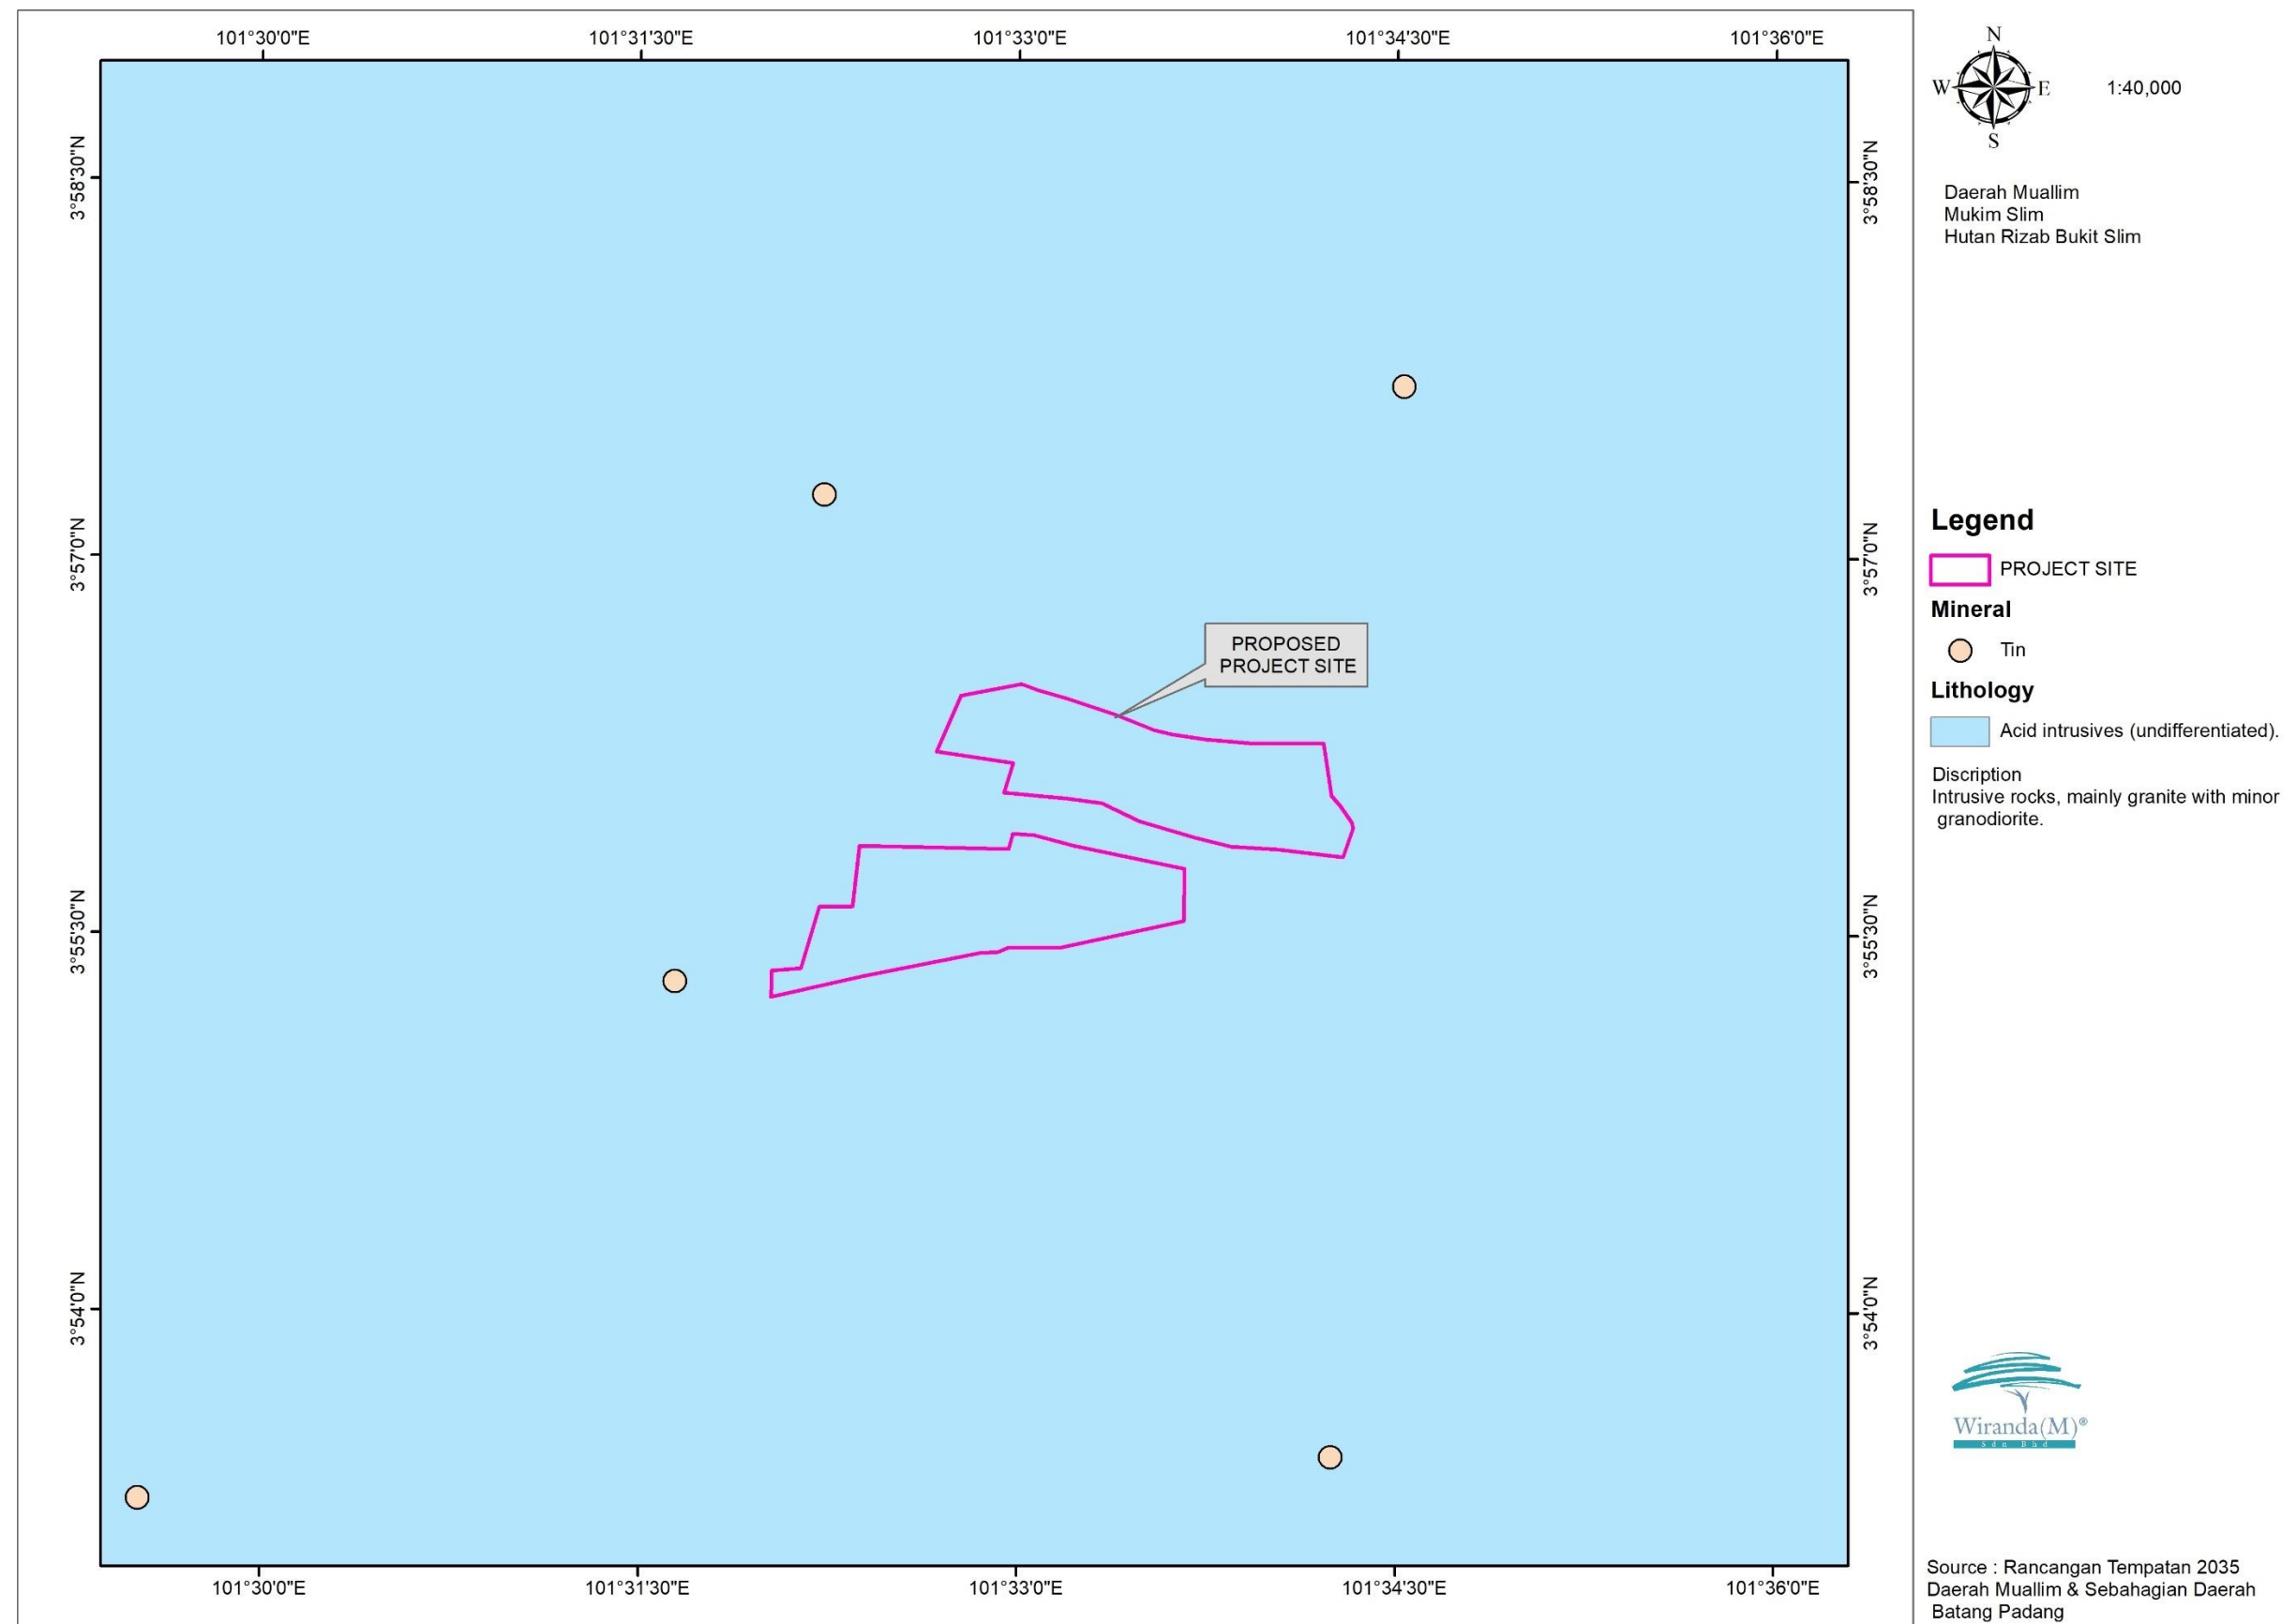 101°30'0"E
101°31'30"E
101°33'0"E
101°34'30"E
101°36'0"E
3°58'30"N
3°57'0"N
3°55'30"N
3°54'0"N
PROPOSED
PROJECT SITE
3°58'30"N
3°57'0"N
3°55'30"N
3°54'0"N
101°30'0"E
101°31'30"E
101°33'0"E
101°34'30"E
101°36'0"E
N
W
E
S
1:40,000
Daerah Muallim
Mukim Slim
Hutan Rizab Bukit Slim
Legend
PROJECT SITE
Mineral
Tin
Lithology
Acid intrusives (undifferentiated).
Discription
Intrusive rocks, mainly granite with minor
granodiorite.
Wiranda(M)®
Sdn Bhd
Source : Rancangan Tempatan 2035
Daerah Muallim & Sebahagian Daerah
Batang Padang